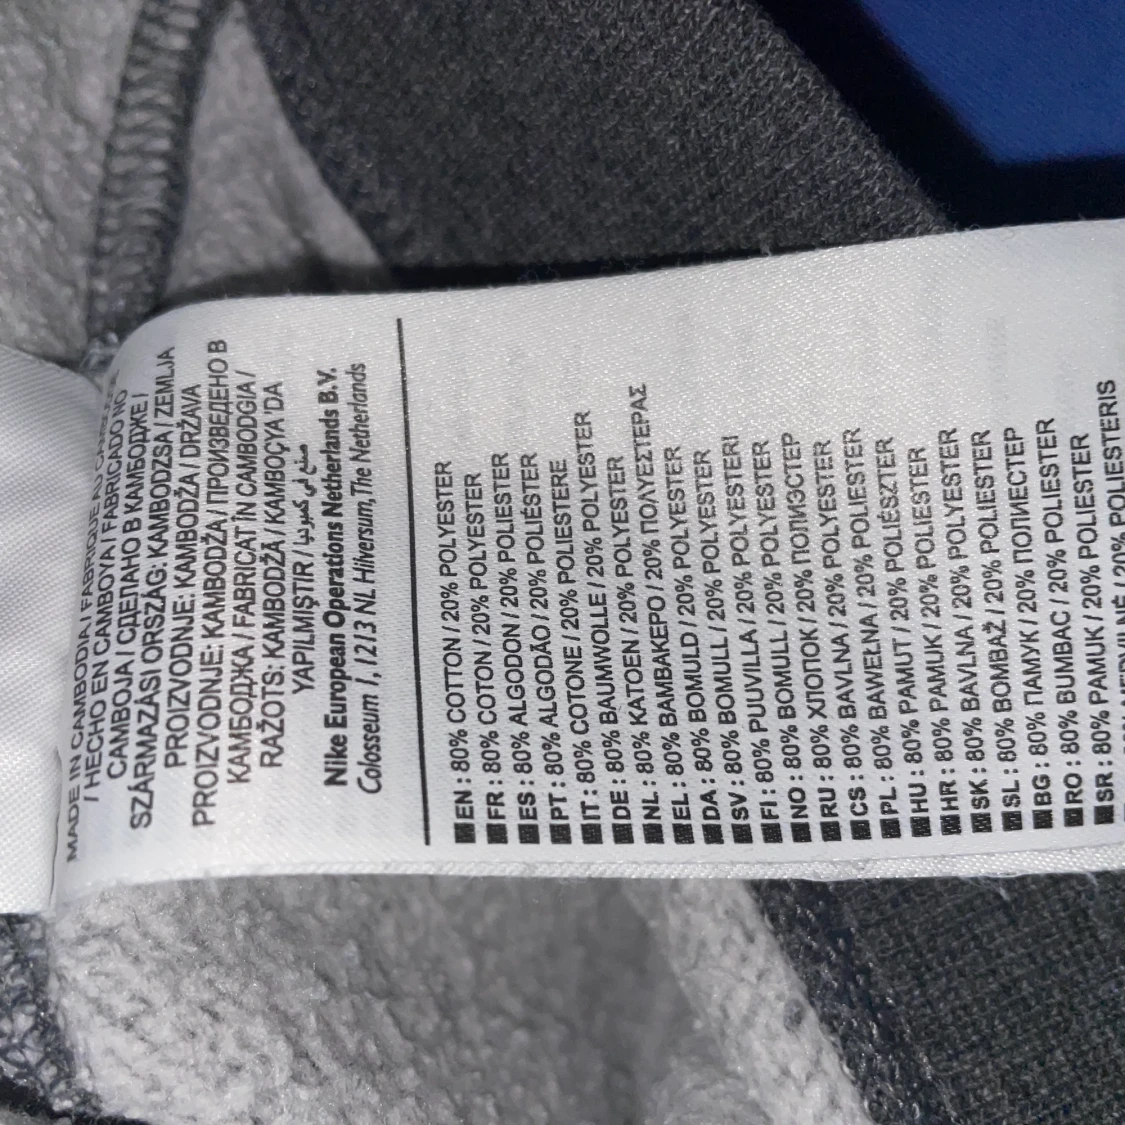 MADE IN CAMBODIA / FABRIQUE AU
/ HECHO EN CAMBOYA / FABRICADO NO
CAMBOJA / СДЕЛАНО В КАМБОДЖЕ /
SZÁRMAZÁSI ORSZÁG: KAMBODZSA / ZEMLJA
PROIZVODNJE: KAMBODŽA / DRŽAVA
PROIZVODNJE: KAMBODŽA / ПРОИЗВЕДЕНО В
КАМБОДЖА / FABRICAT ÎN CAMBODGIA /
RAŽOTS: KAMBODŽĀ / KAMBOÇYA 'DA
YAPILMIŞTIR / صنع في كمبوديا
Nike European Operations Netherlands B.V.
Colosseum 1, 1213 NL Hilversum, The Netherlands
EN : 80% COTTON / 20% POLYESTER
FR : 80% COTON / 20% POLYESTER
ES : 80% ALGODON / 20% POLIESTER
PT : 80% ALGODÃO / 20% POLIÉSTER
IT : 80% COTONE / 20% POLIESTERE
DE : 80% BAUMWOLLE / 20% POLYESTER
NL : 80% KATOEN / 20% POLYESTER
EL : 80% ΒΑΜΒΑΚΕΡΟ / 20% ΠΟΛΥΕΣΤΕΡΑΣ
DA : 80% BOMULD / 20% POLYESTER
SV : 80% BOMULL / 20% POLYESTER
FI : 80% PUUVILLA / 20% POLYESTERI
NO : 80% BOMULL / 20% POLYESTER
RU : 80% ХЛОПОК / 20% ПОЛИЭСТЕР
CS : 80% BAVLNA / 20% POLYESTER
PL : 80% BAWEŁNA / 20% POLIESTER
HU : 80% PAMUT / 20% POLIÉSZTER
HR : 80% PAMUK / 20% POLIESTER
SK : 80% BAVLNA / 20% POLYESTER
SL : 80% BOMBAŽ / 20% POLIESTER
BG : 80% ПАМУК / 20% ПОЛИЕСТЕР
RO : 80% BUMBAC / 20% POLIESTER
SR : 80% PAMUK / 20% POLIESTER
20% POLIESTERIS